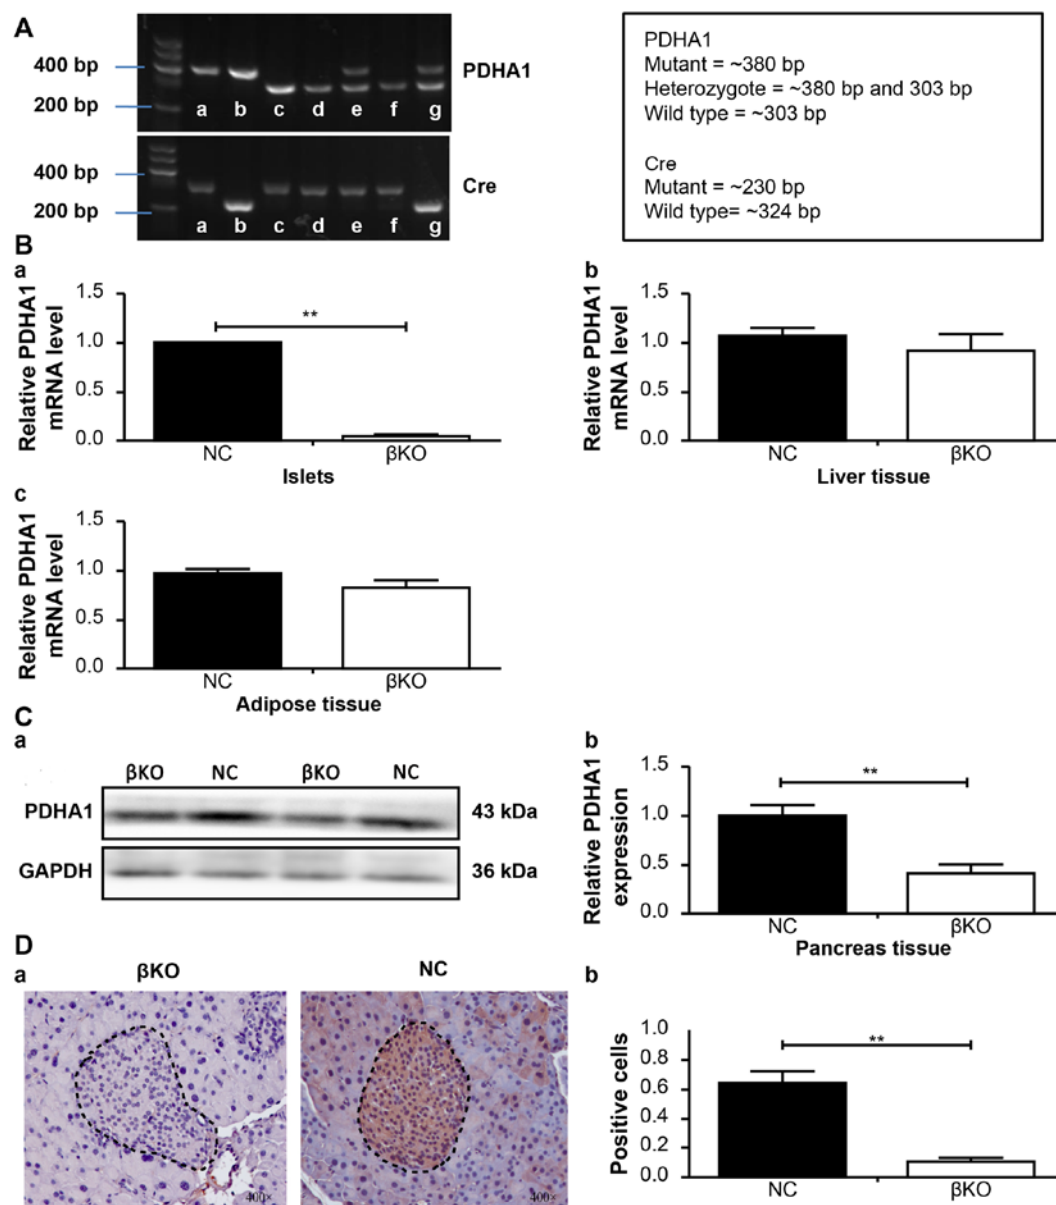 A
400 bp
200 bp
a b c d e f g
PDHA1
400 bp
200 bp
a b c d e f g
Cre
PDHA1
Mutant = ~380 bp
Heterozygote = ~380 bp and 303 bp
Wild type = ~303 bp
Cre
Mutant = ~230 bp
Wild type= ~324 bp
B
a
Relative PDHA1
mRNA level
1.5
1.0
0.5
0.0
**
NC βKO
Islets
b
Relative PDHA1
mRNA level
1.5
1.0
0.5
0.0
NC βKO
Liver tissue
c
Relative PDHA1
mRNA level
1.5
1.0
0.5
0.0
NC βKO
Adipose tissue
C
a
βKO NC βKO NC
PDHA1 43 kDa
GAPDH 36 kDa
b
Relative PDHA1
expression
1.5
1.0
0.5
0.0
**
NC βKO
Pancreas tissue
D
a
βKO NC
400×
400×
b
Positive cells
1.0
0.8
0.6
0.4
0.2
0.0
**
NC βKO